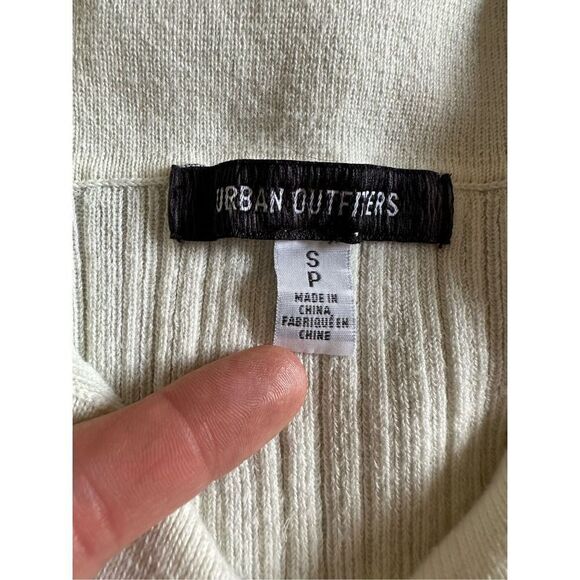 URBAN OUTFITTERS
S
P
MADE IN
CHINA
FABRIQUÉ EN
CHINE